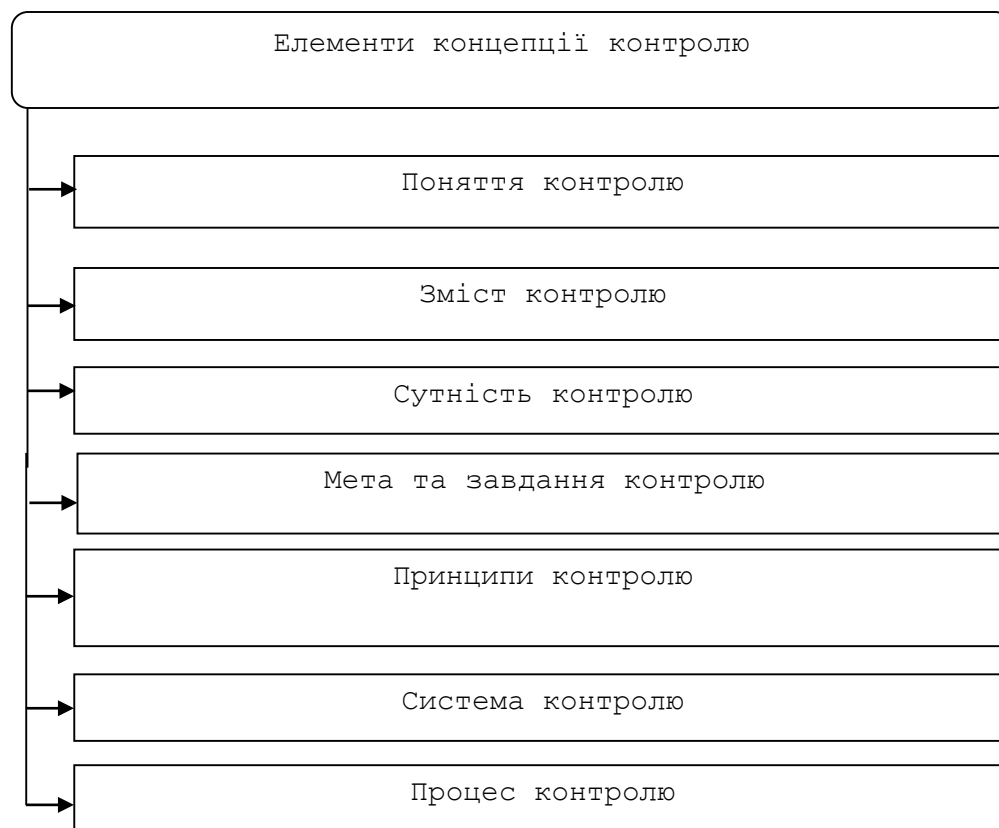 Елементи концепції контролю
Поняття контролю
Зміст контролю
Сутність контролю
Мета та завдання контролю
Принципи контролю
Система контролю
Процес контролю